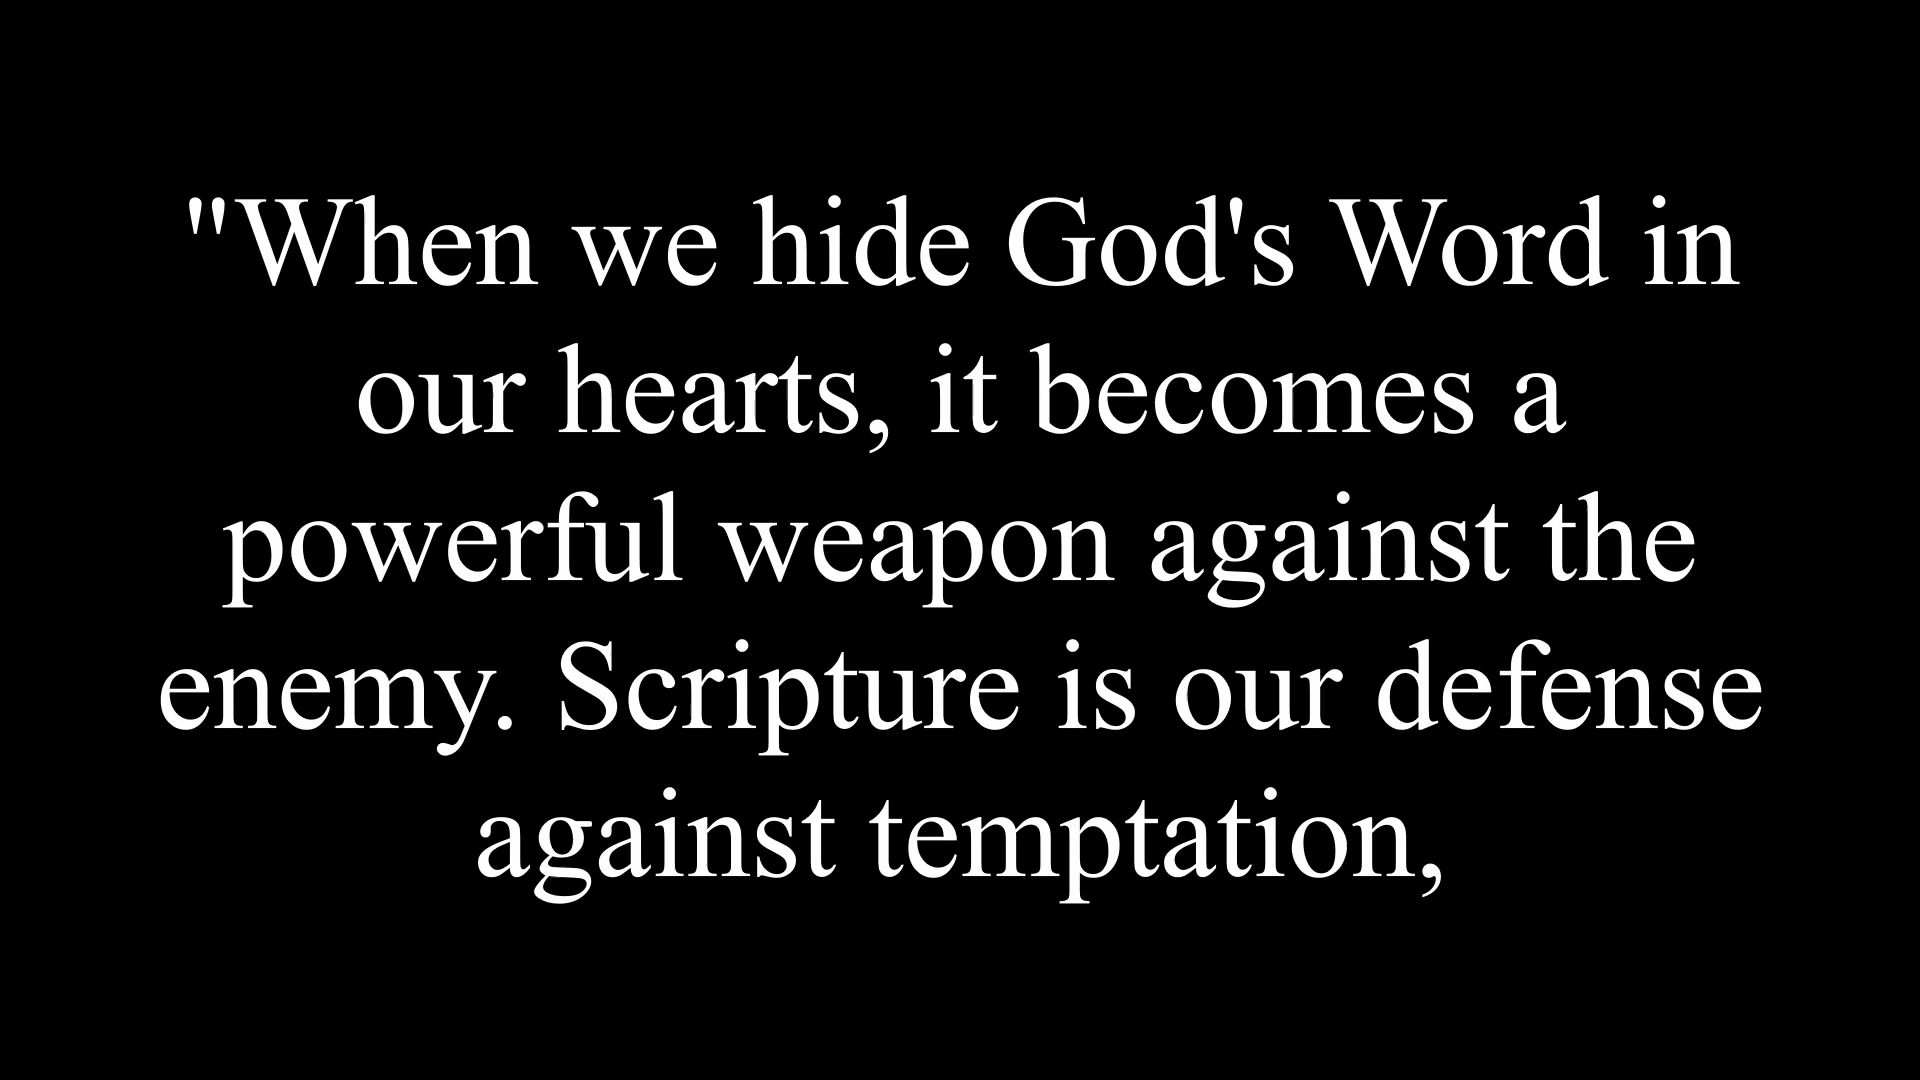 "When we hide God's Word in
our hearts, it becomes a
powerful weapon against the
enemy. Scripture is our defense
against temptation,